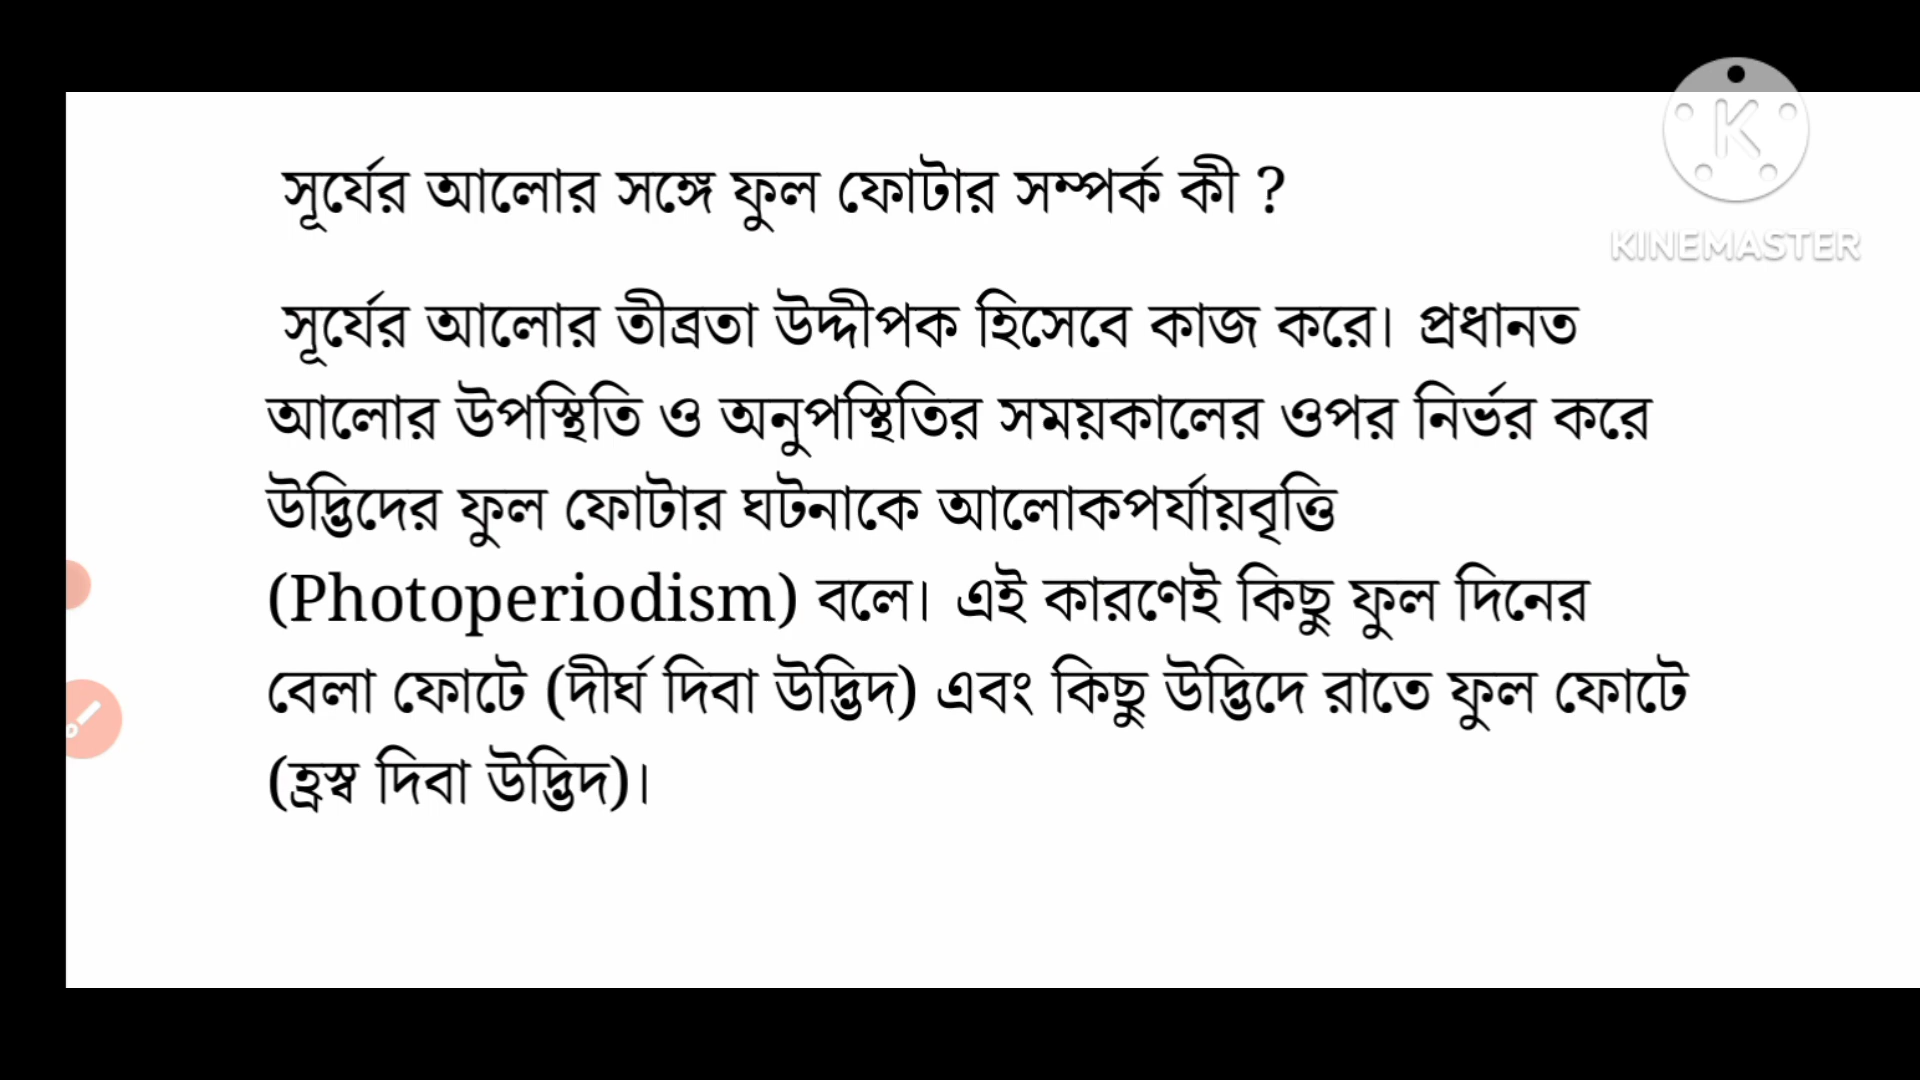 সূর্যের আলোর সঙ্গে ফুল ফোটার সম্পর্ক কী ?
KINEMASTER
সূর্যের আলোর তীব্রতা উদ্দীপক হিসেবে কাজ করে। প্রধানত
আলোর উপস্থিতি ও অনুপস্থিতির সময়কালের ওপর নির্ভর করে
উদ্ভিদের ফুল ফোটার ঘটনাকে আলোকপর্যায়বৃত্তি
(Photoperiodism) বলে। এই কারণেই কিছু ফুল দিনের
বেলা ফোটে (দীর্ঘ দিবা উদ্ভিদ) এবং কিছু উদ্ভিদে রাতে ফুল ফোটে
(হ্রস্ব দিবা উদ্ভিদ)।